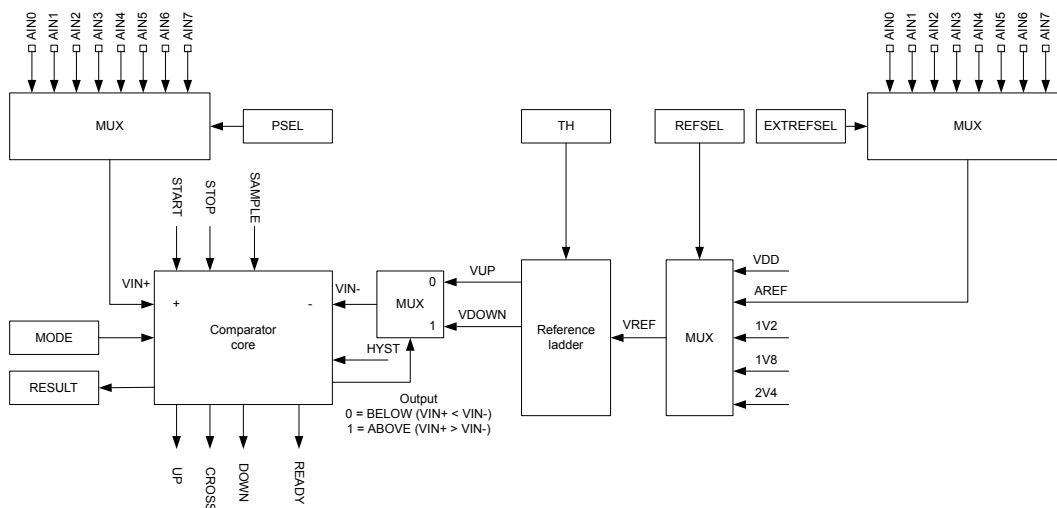 AIN0
AIN1
AIN2
AIN3
AIN4
AIN5
AIN6
AIN7
AIN0
AIN1
AIN2
AIN3
AIN4
AIN5
AIN6
AIN7
MUX
PSEL
TH
REFSEL
EXTREFSEL
MUX
START
STOP
SAMPLE
VIN+
+
-
VIN-
MUX
0
1
VUP
VDOWN
VDD
AREF
1V2
1V8
2V4
MODE
Comparator
core
HYST
Reference
ladder
VREF
MUX
RESULT
Output
0 = BELOW (VIN+ < VIN-)
1 = ABOVE (VIN+ > VIN-)
UP
CROSS
DOWN
READY